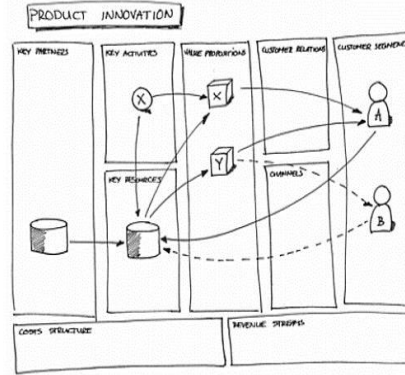 PRODUCT INNOVATION
KEY PARTNERS
KEY ACTIVITIES
VALUE PROPOSITIONS
CUSTOMER RELATIONS
CUSTOMER SEGMENTS
X
X
A
Y
KEY RESOURCES
CHANNELS
B
COSTS STRUCTURE
REVENUE STREAMS